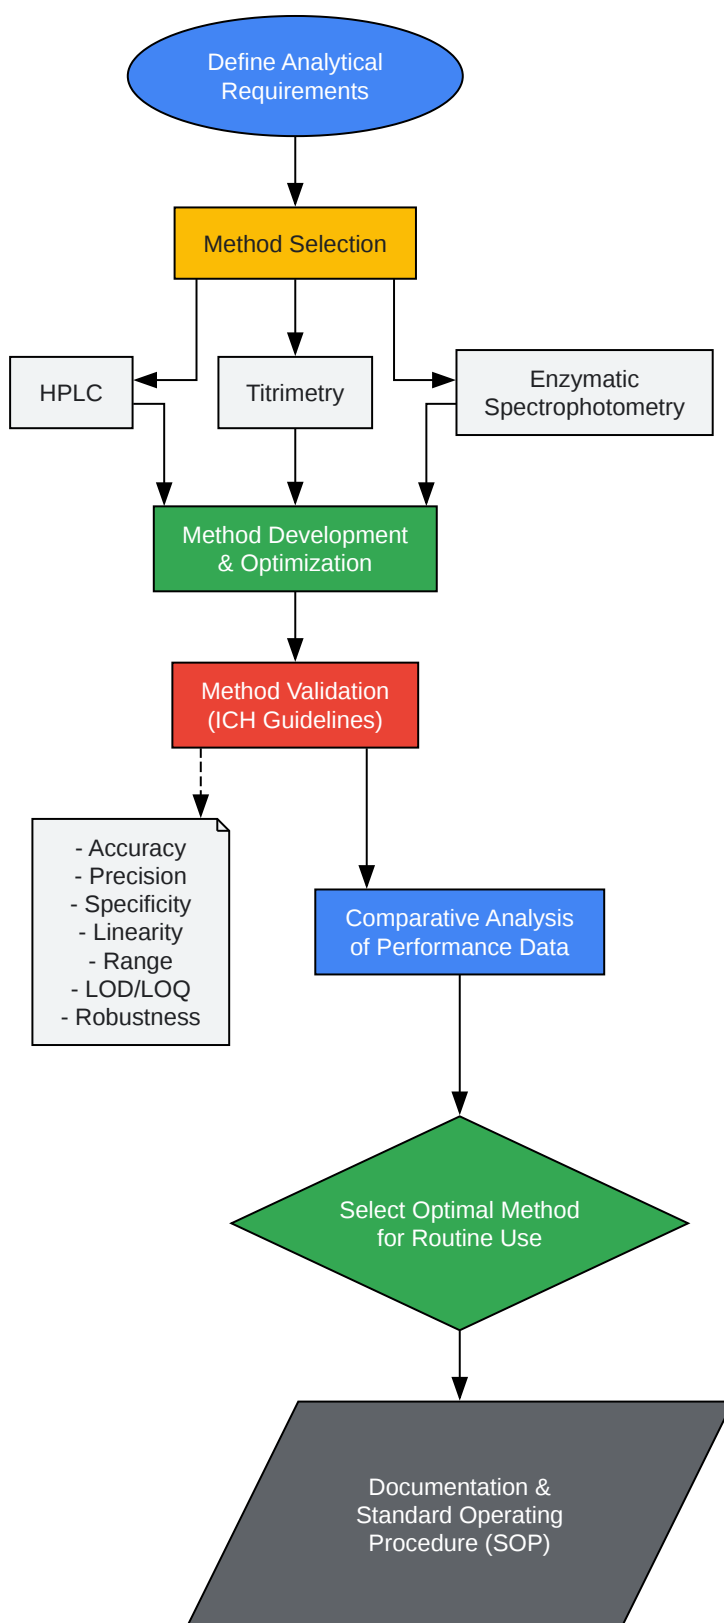 Define Analytical
Requirements
Method Selection
HPLC
Titrimetry
Enzymatic
Spectrophotometry
Method Development
& Optimization
Method Validation
(ICH Guidelines)
- Accuracy
- Precision
- Specificity
- Linearity
- Range
- LOD/LOQ
- Robustness
Comparative Analysis
of Performance Data
Select Optimal Method
for Routine Use
Documentation &
Standard Operating
Procedure (SOP)